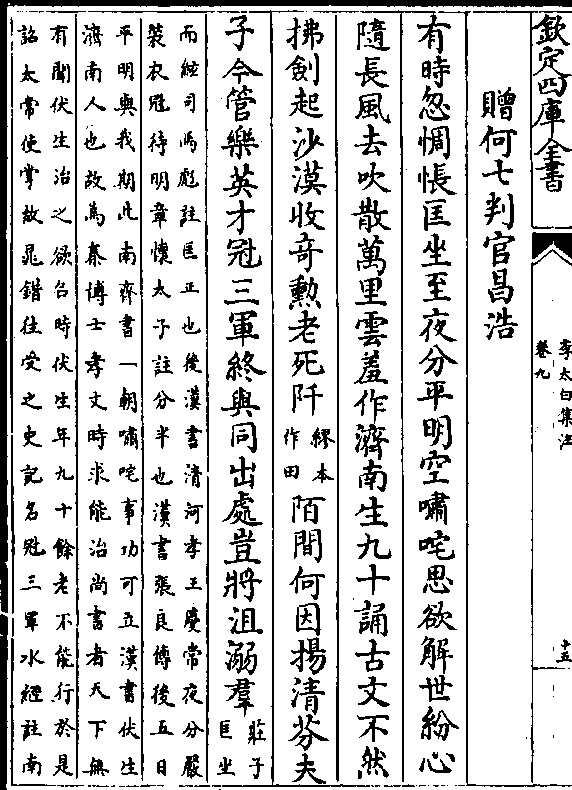 欽定四庫全書
李太白集注
卷九
十五
贈何七判官昌浩
有時忽惆悵匡坐至夜分平明空嘯咤思欲解世紛心
隨長風去吹散萬里雲羞作濟南生九十誦古文不然
拂劍起沙漠收奇勲老死阡繆本作田陌間何因揚清芬夫
子今管樂英才冠三軍終與同出處豈將沮溺羣莊子匡坐
而絃司馬彪註匡正也後漢書清河孝王慶常夜分嚴
裝衣冠待明章懷太子註分半也漢書張良傳後五日
平明與我期此南齊書一朝嘯咤事功可立漢書伏生
濟南人也故為秦博士孝文時求能治尚書者天下無
有聞伏生治之欲召時伏生年九十餘老不能行於是
詔太常使掌故晁錯往受之史記名冠三軍水經註南